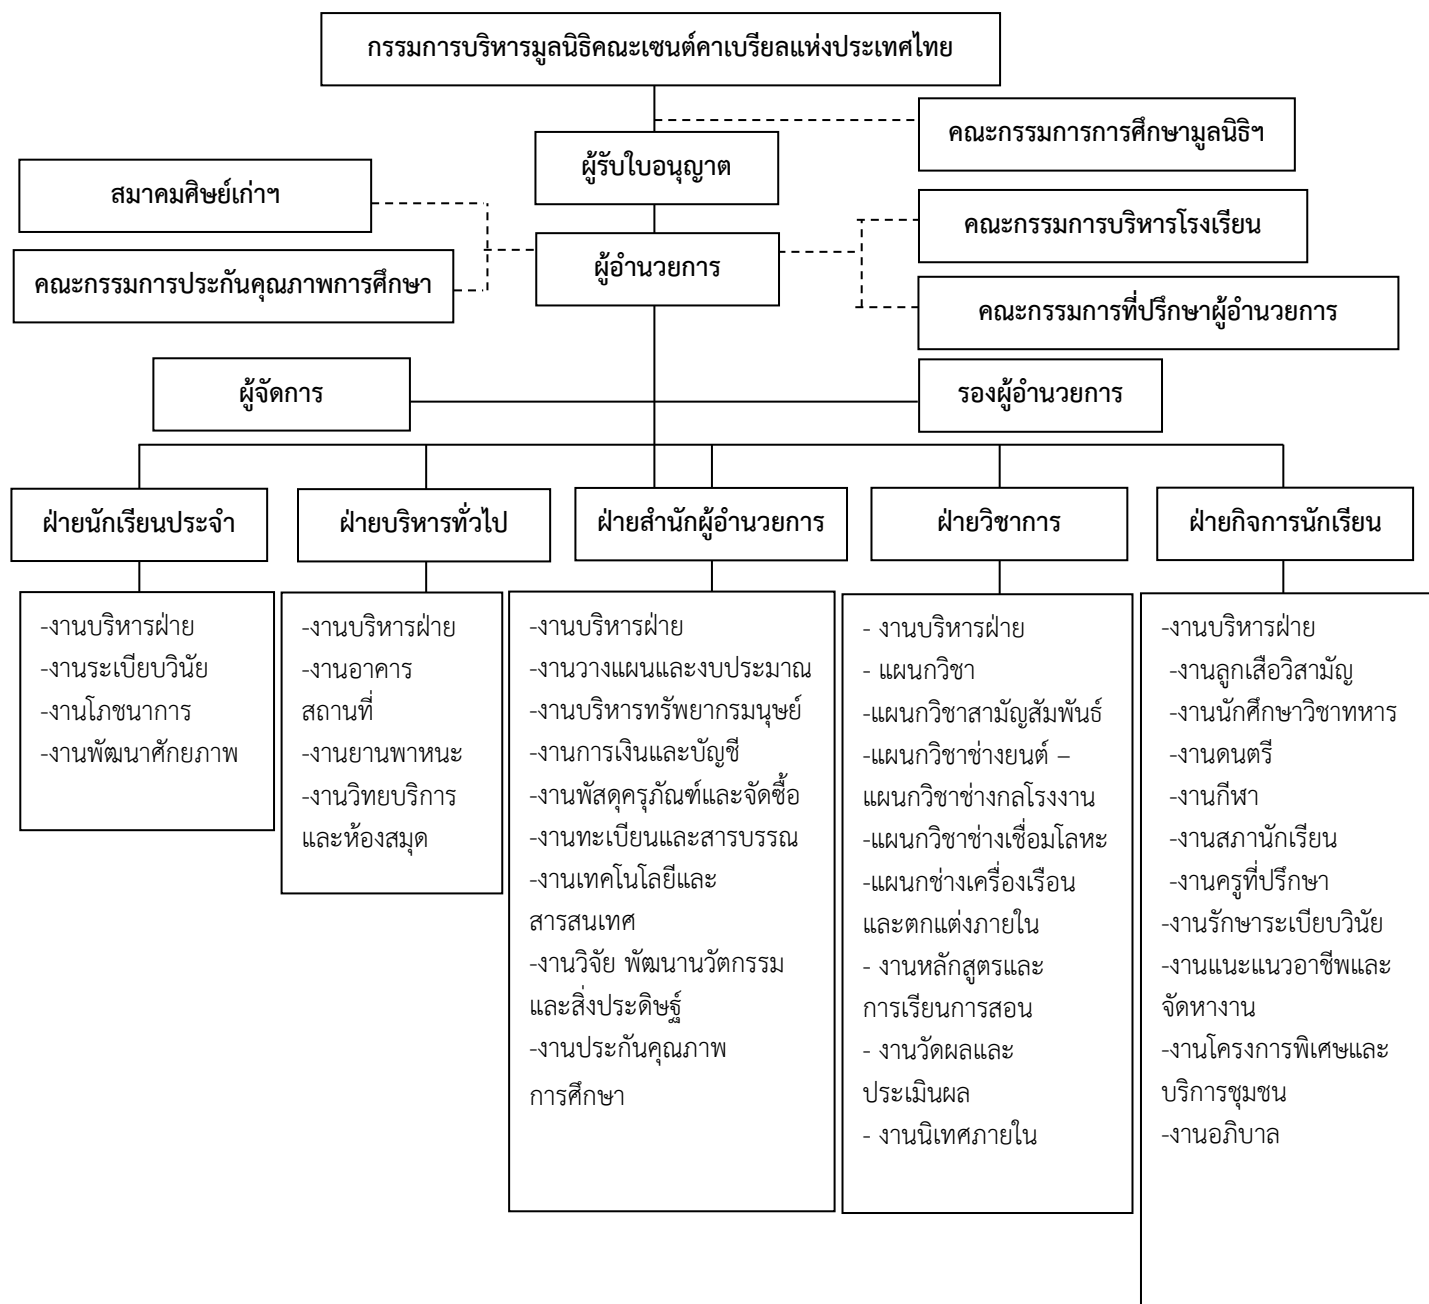 กรรมการบริหารมูลนิธิคณะเซนต์คาเบรียลแห่งประเทศไทย
คณะกรรมการการศึกษามูลนิธิฯ
ผู้รับใบอนุญาต
สมาคมศิษย์เก่าฯ
คณะกรรมการบริหารโรงเรียน
ผู้อำนวยการ
คณะกรรมการประกันคุณภาพการศึกษา
คณะกรรมการที่ปรึกษาผู้อำนวยการ
ผู้จัดการ
รองผู้อำนวยการ
ฝ่ายนักเรียนประจำ
ฝ่ายบริหารทั่วไป
ฝ่ายสำนักผู้อำนวยการ
ฝ่ายวิชาการ
ฝ่ายกิจการนักเรียน
-งานบริหารฝ่าย
-งานระเบียบวินัย
-งานโภชนาการ
-งานพัฒนาศักยภาพ
-งานบริหารฝ่าย
-งานอาคาร
สถานที่
-งานยานพาหนะ
-งานวิทยบริการ
และห้องสมุด
-งานบริหารฝ่าย
-งานวางแผนและงบประมาณ
-งานบริหารทรัพยากรมนุษย์
-งานการเงินและบัญชี
-งานพัสดุครุภัณฑ์และจัดซื้อ
-งานทะเบียนและสารบรรณ
-งานเทคโนโลยีและ
สารสนเทศ
-งานวิจัย พัฒนานวัตกรรม
และสิ่งประดิษฐ์
-งานประกันคุณภาพ
การศึกษา
- งานบริหารฝ่าย
- แผนกวิชา
-แผนกวิชาสามัญสัมพันธ์
-แผนกวิชาช่างยนต์ –
แผนกวิชาช่างกลโรงงาน
-แผนกวิชาช่างเชื่อมโลหะ
-แผนกช่างเครื่องเรือน
และตกแต่งภายใน
- งานหลักสูตรและ
การเรียนการสอน
- งานวัดผลและ
ประเมินผล
- งานนิเทศภายใน
-งานบริหารฝ่าย
-งานลูกเสือวิสามัญ
-งานนักศึกษาวิชาทหาร
-งานดนตรี
-งานกีฬา
-งานสภานักเรียน
-งานครูที่ปรึกษา
-งานรักษาระเบียบวินัย
-งานแนะแนวอาชีพและ
จัดหางาน
-งานโครงการพิเศษและ
บริการชุมชน
-งานอภิบาล